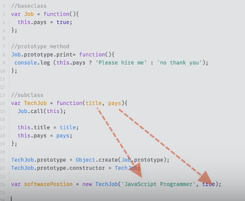 //baseclass
var Job = function(){
this.pays = true;
};
//prototype method
Job.prototype.print= function(){
console.log (this.pays ? 'Please hire me' : 'no thank you');
};
//subclass
var TechJob = function(title, pays){
Job.call(this);
this.title = title;
this.pays = pays;
};
TechJob.prototype = Object.create(Job.prototype);
TechJob.prototype.constructor = TechJob;
var softwarePostion = new TechJob('JavaScript Programmer', true);